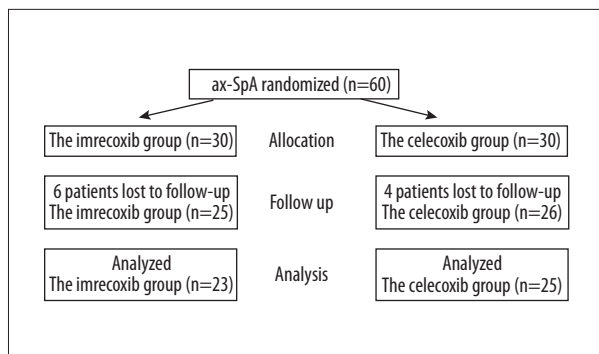 ax-SpA randomized (n=60)
The imrecoxib group (n=30)
Allocation
The celecoxib group (n=30)
6 patients lost to follow-up
The imrecoxib group (n=25)
Follow up
4 patients lost to follow-up
The celecoxib group (n=26)
Analyzed
The imrecoxib group (n=23)
Analysis
Analyzed
The celecoxib group (n=25)